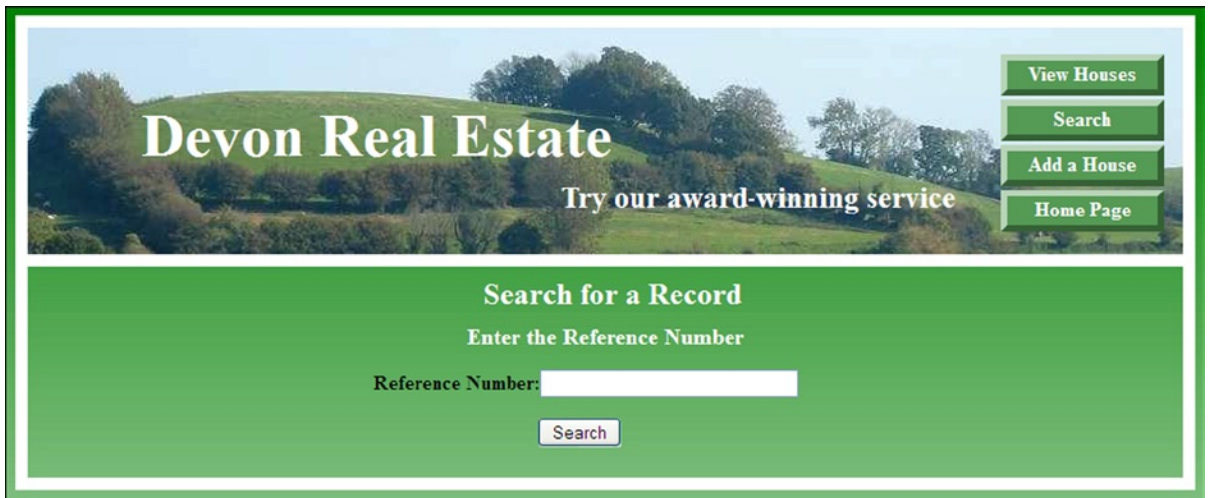 Devon Real Estate
Try our award-winning service
View Houses
Search
Add a House
Home Page
Search for a Record
Enter the Reference Number
Reference Number:
Search